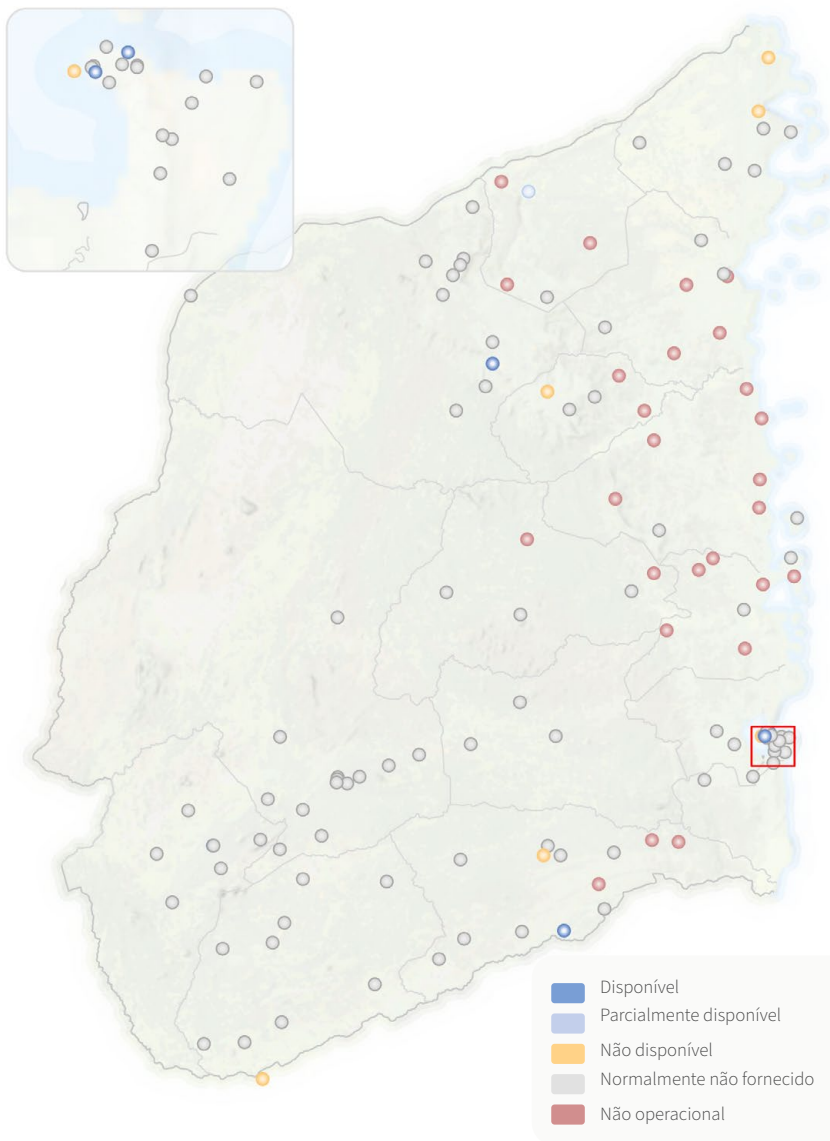 Disponível
Parcialmente disponível
Não disponível
Normalmente não fornecido
Não operacional